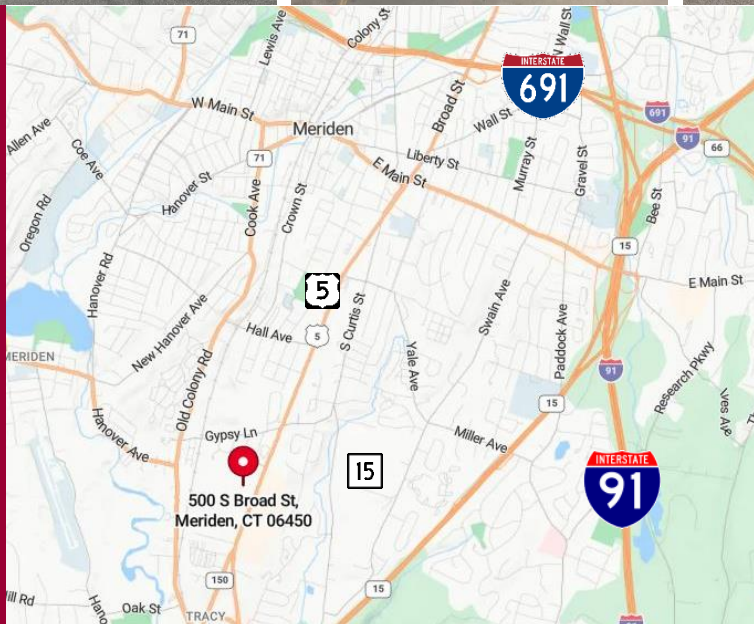 71
Lewis Ave
Colony St
N Wall St
INTERSTATE
691
W Main St
Broad St
Wall St
691
91
66
Allen Ave
Meriden
Coe Ave
71
Liberty St
E Main St
Murray St
Gravel St
Hanover St
Cook Ave
Crown St
Bee St
Oregon Rd
15
Hanover Rd
5
E Main St
New Hanover Ave
Hall Ave
5
S Curtis St
Swain Ave
Paddock Ave
Yale Ave
MERIDEN
91
Research Pkwy
Old Colony Rd
15
Hanover Ave
Gypsy Ln
Miller Ave
500 S Broad St,
Meriden, CT 06450
15
INTERSTATE
91
150
15
Oak St
TRACY